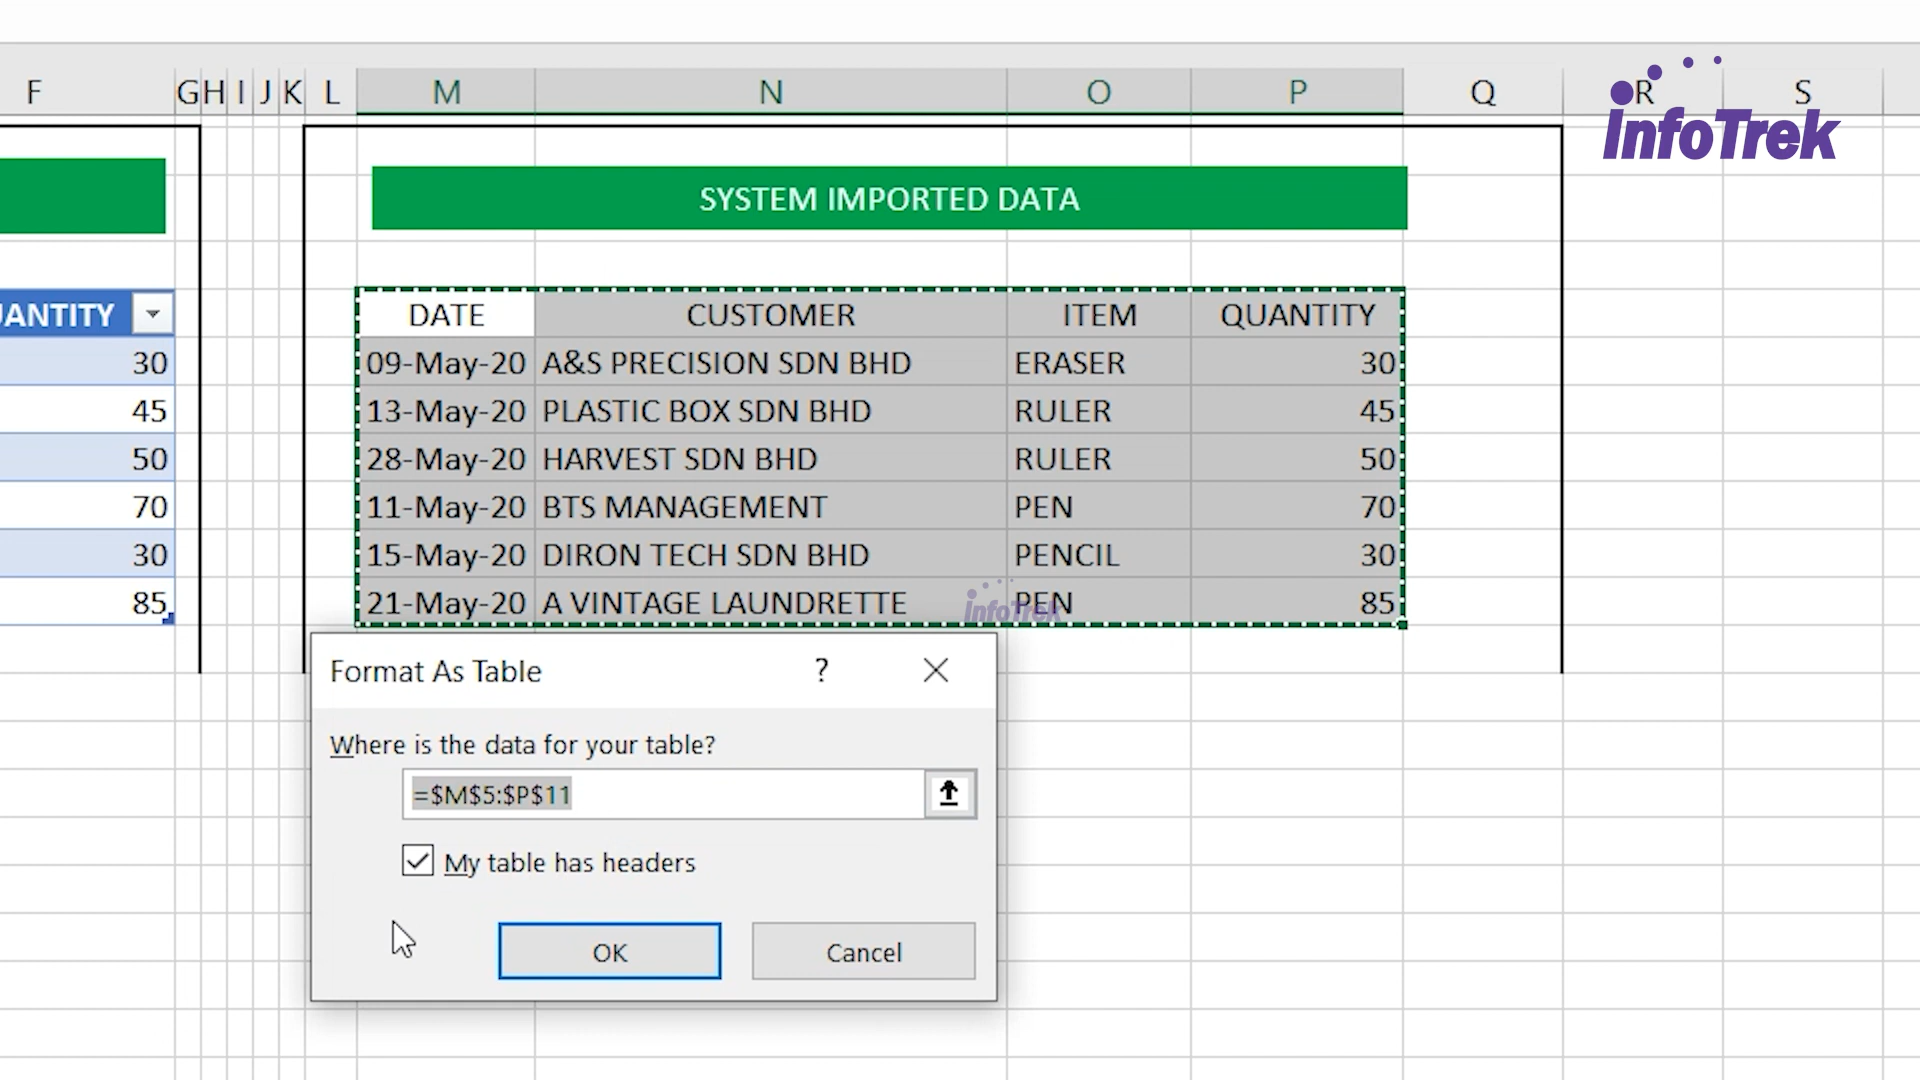 F G H I J K L M N O P Q R S
infoTrek
SYSTEM IMPORTED DATA
UANTITY
30
45
50
70
30
85
DATE CUSTOMER ITEM QUANTITY
09-May-20 A&S PRECISION SDN BHD ERASER 30
13-May-20 PLASTIC BOX SDN BHD RULER 45
28-May-20 HARVEST SDN BHD RULER 50
11-May-20 BTS MANAGEMENT PEN 70
15-May-20 DIRON TECH SDN BHD PENCIL 30
21-May-20 A VINTAGE LAUNDRETTE PEN 85
infoTrek
Format As Table ?
Where is the data for your table?
=$M$5:$P$11
My table has headers
OK Cancel